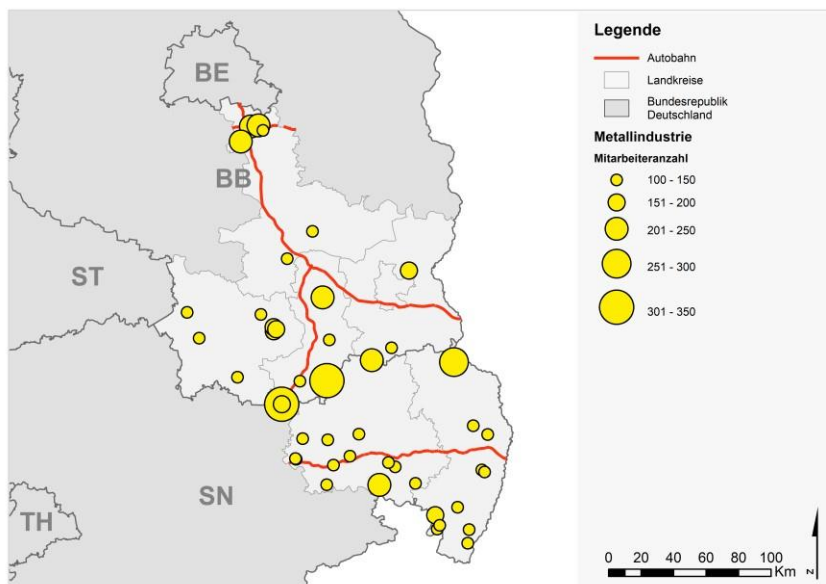 BE
BB
ST
SN
TH
Legende
Autobahn
Landkreise
Bundesrepublik
Deutschland
Metallindustrie
Mitarbeiteranzahl
100 - 150
151 - 200
201 - 250
251 - 300
301 - 350
0 10 20 40 60 80 100
Km
N